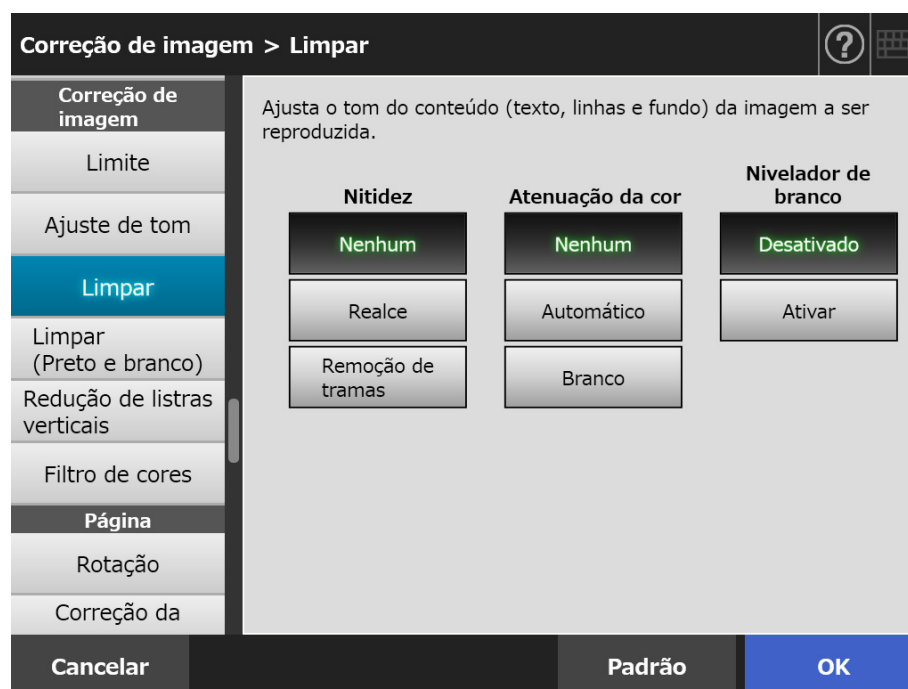 Correção de imagem > Limpar
?
Correção de
imagem
Limite
Ajuste de tom
Limpar
Limpar
(Preto e branco)
Redução de listras
verticais
Filtro de cores
Página
Rotação
Correção da
Ajusta o tom do conteúdo (texto, linhas e fundo) da imagem a ser
reproduzida.
Nitidez
Nenhum
Realce
Remoção de
tramas
Atenuação da cor
Nenhum
Automático
Branco
Nivelador de
branco
Desativado
Ativar
Cancelar
Padrão
OK